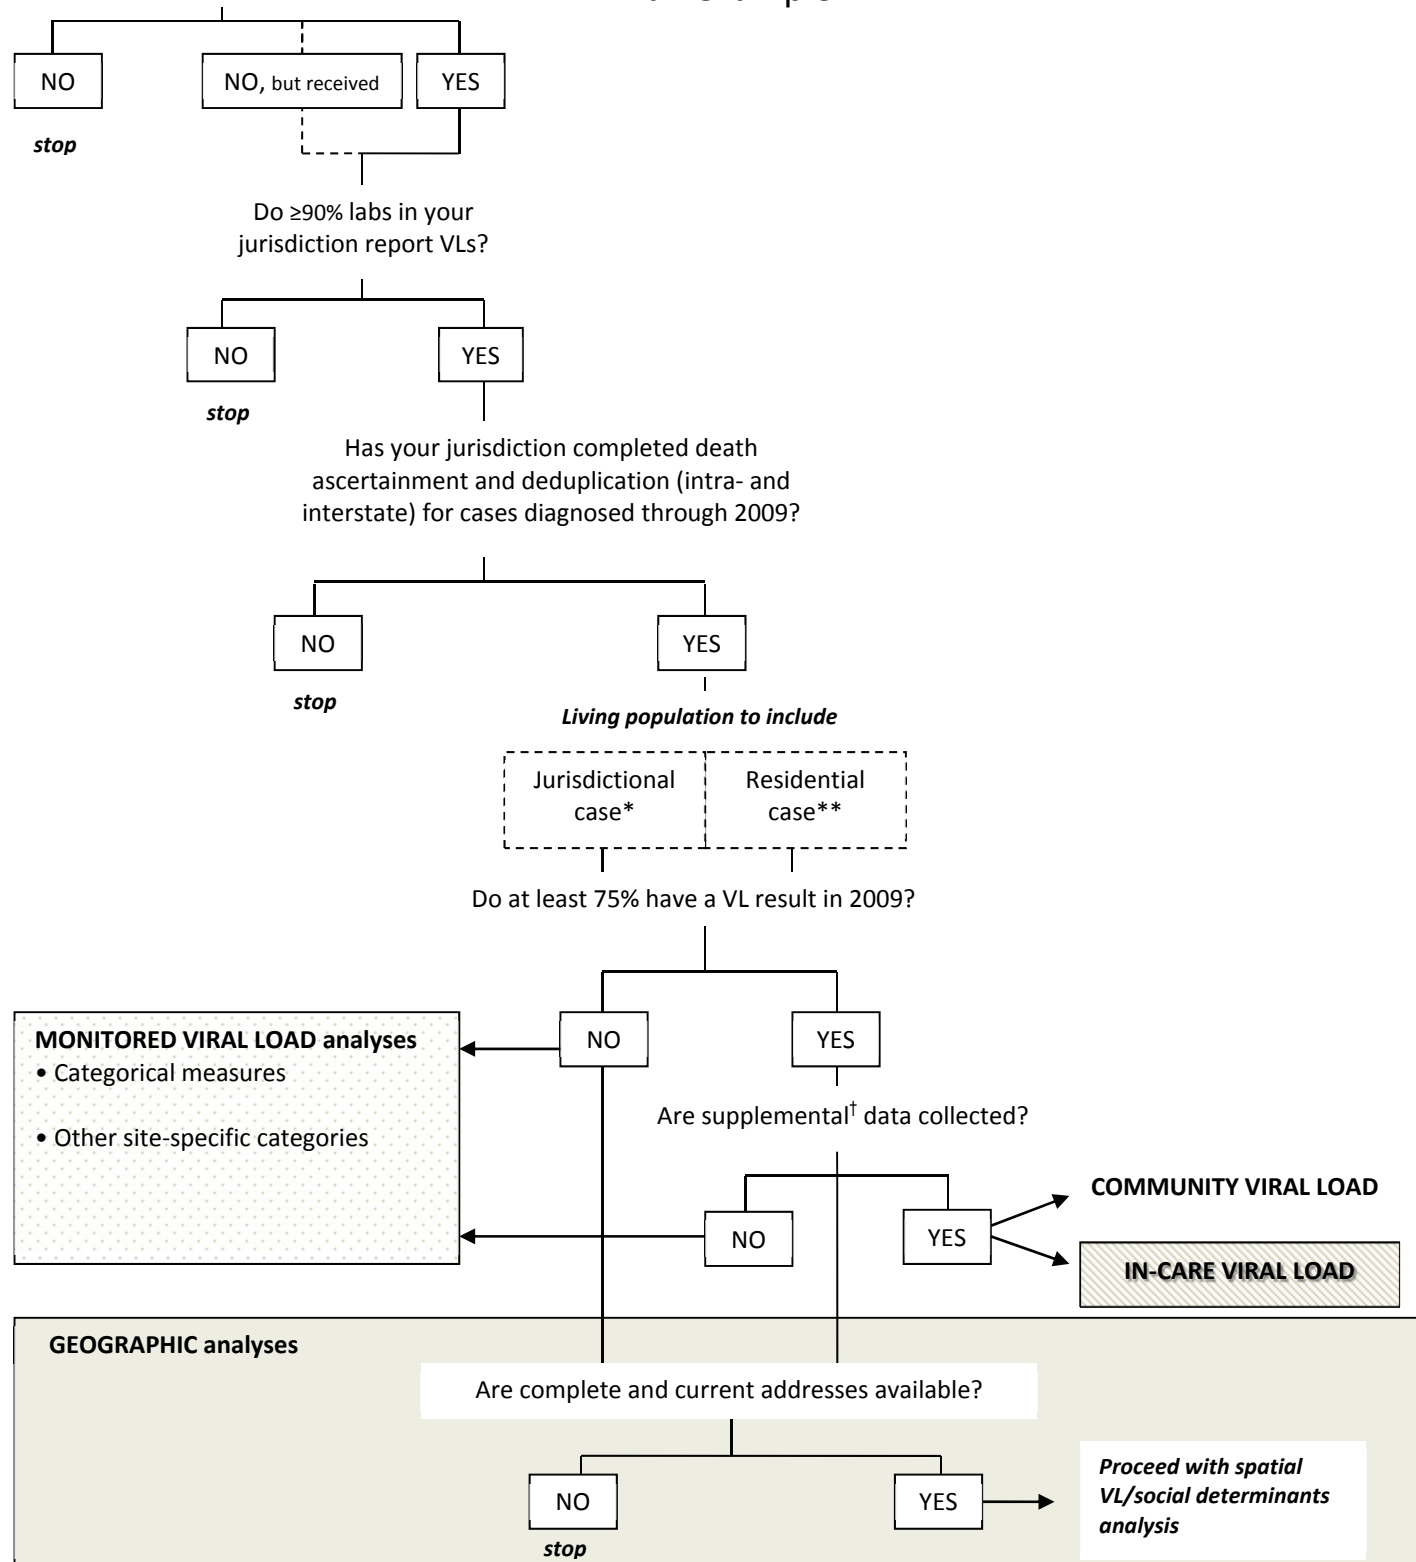 NO
NO, but received
YES
stop
Do ≥90% labs in your
jurisdiction report VLs?
NO
YES
stop
Has your jurisdiction completed death
ascertainment and deduplication (intra- and
interstate) for cases diagnosed through 2009?
NO
YES
stop
Living population to include
Jurisdictional
case*
Residential
case**
Do at least 75% have a VL result in 2009?
NO
YES
MONITORED VIRAL LOAD analyses
• Categorical measures
• Other site-specific categories
Are supplemental† data collected?
NO
YES
COMMUNITY VIRAL LOAD
IN-CARE VIRAL LOAD
GEOGRAPHIC analyses
Are complete and current addresses available?
NO
YES
stop
Proceed with spatial
VL/social determinants
analysis